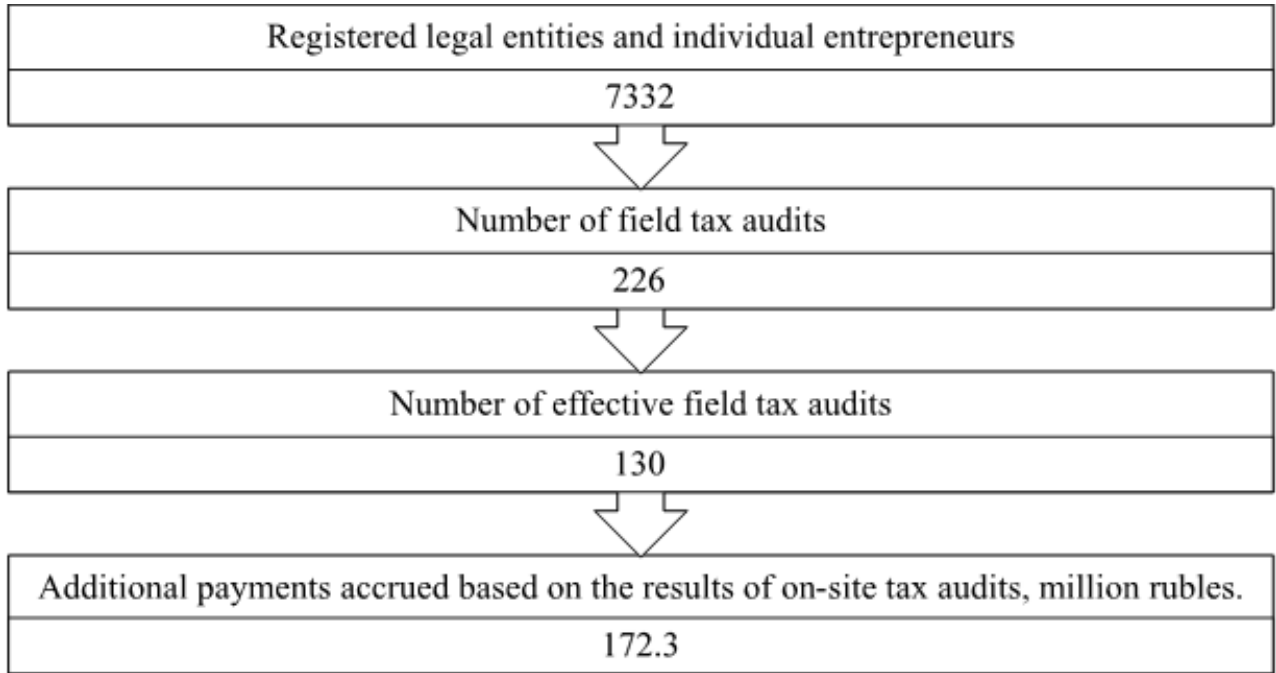 Registered legal entities and individual entrepreneurs
7332
Number of field tax audits
226
Number of effective field tax audits
130
Additional payments accrued based on the results of on-site tax audits, million rubles.
172.3